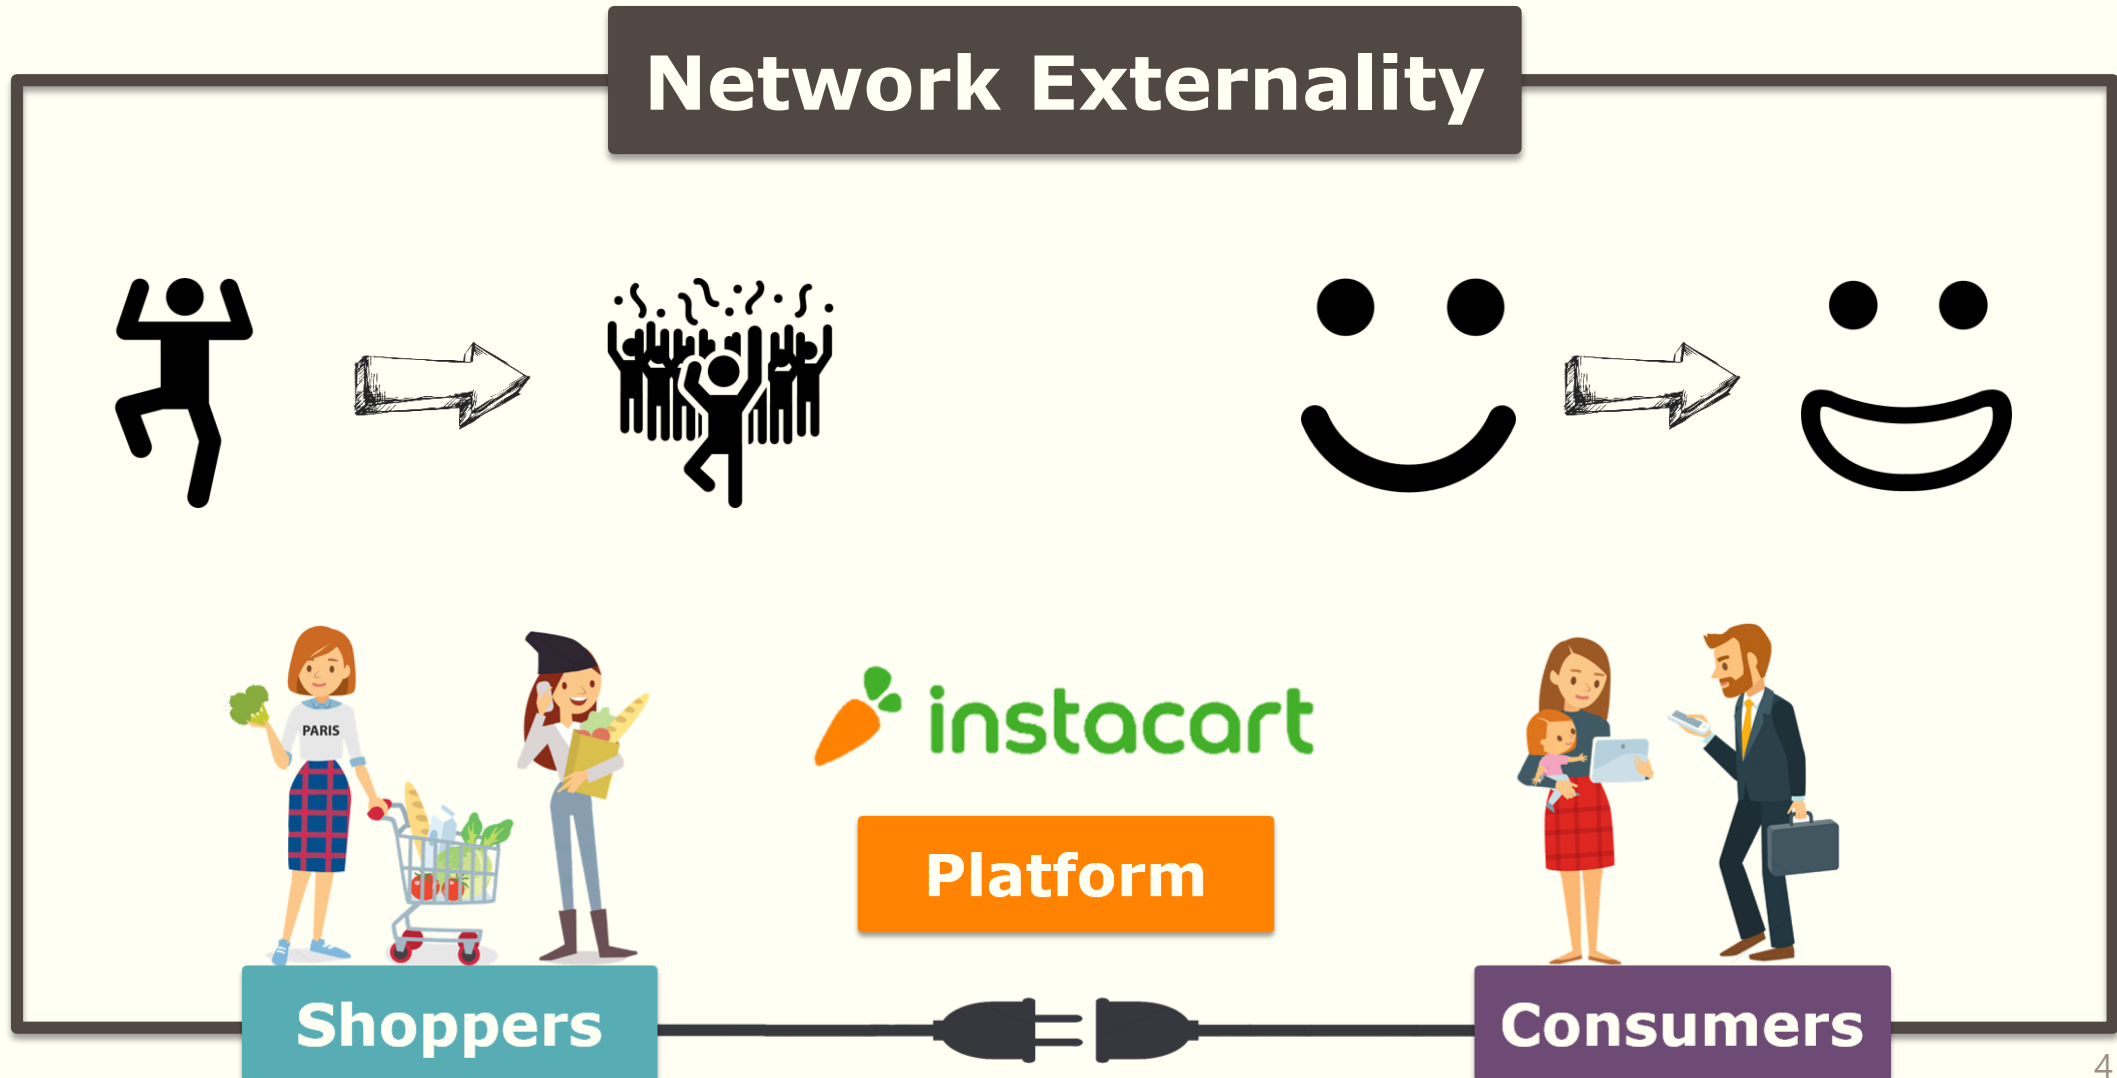 Network Externality
PARIS
instacart
Platform
Shoppers
Consumers
4